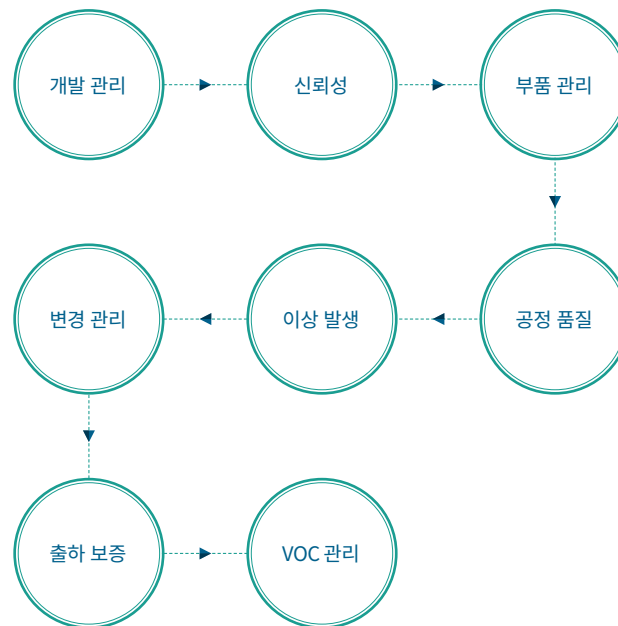 개발 관리
신뢰성
부품 관리
공정 품질
이상 발생
변경 관리
출하 보증
VOC 관리